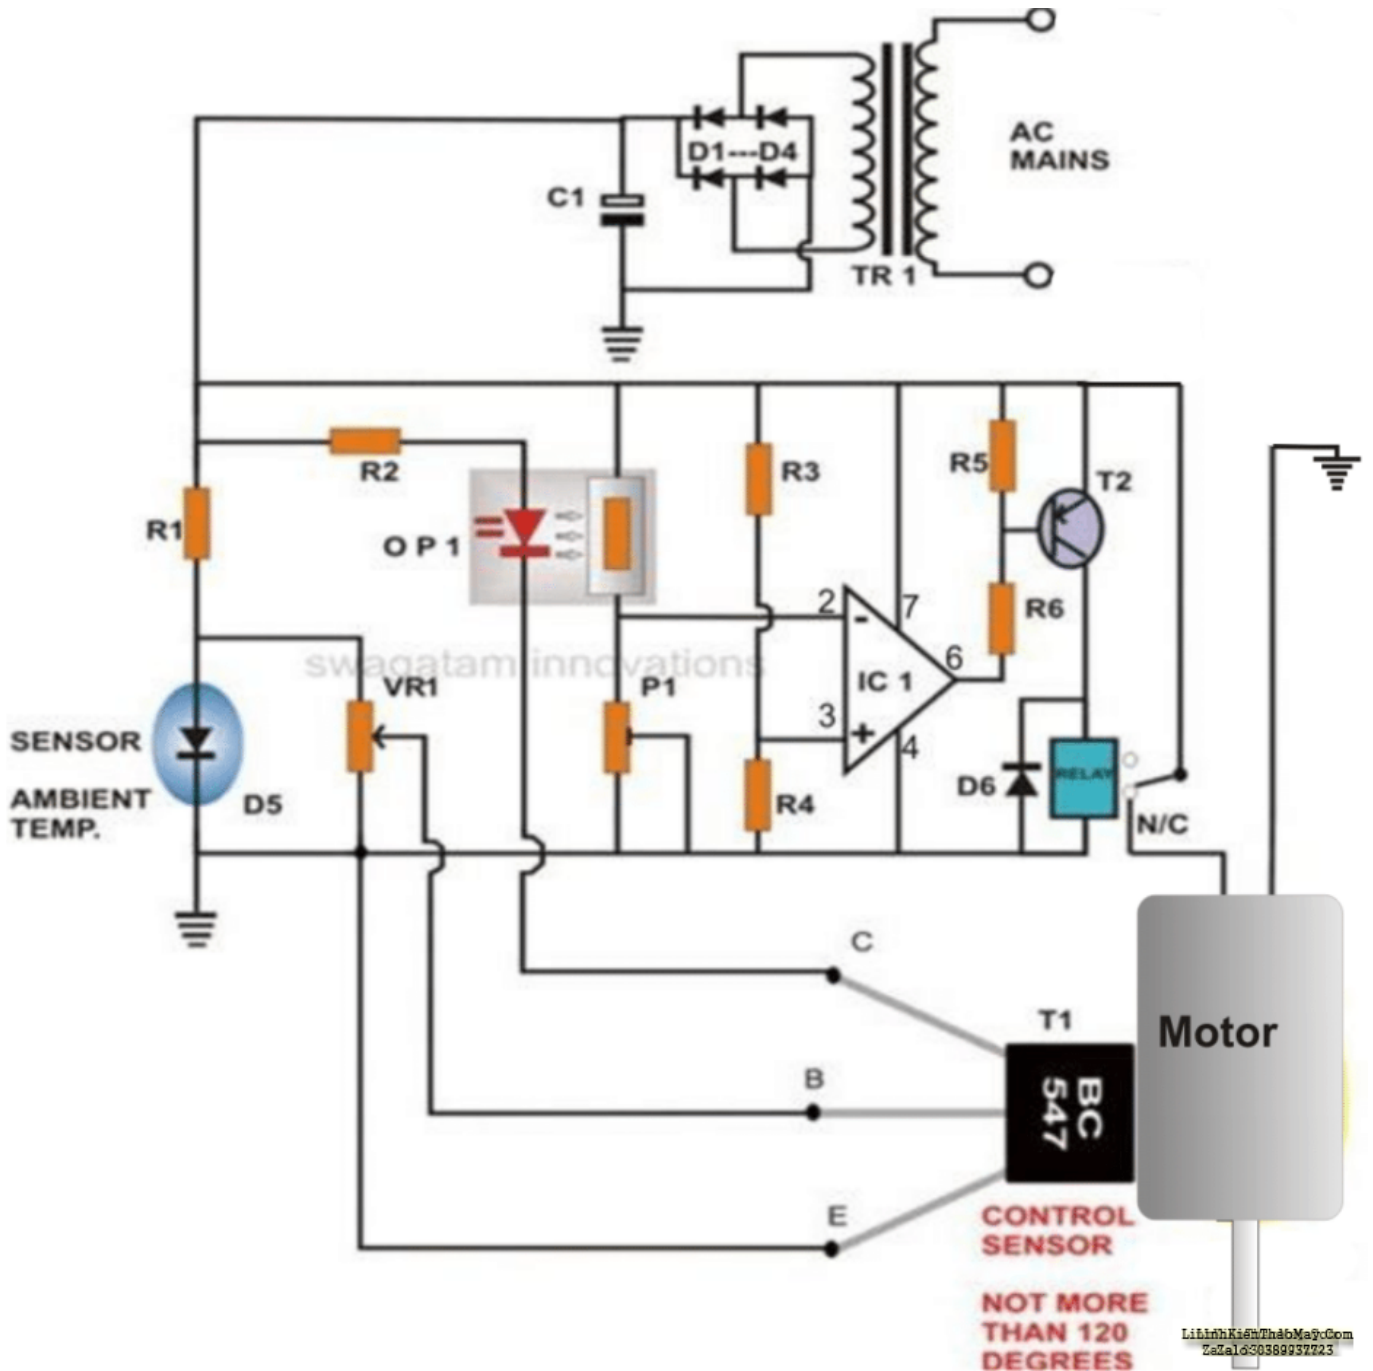 AC
MAINS
D1---D4
C1
TR 1
R2
R3
R5
T2
R1
O P 1
2
7
R6
swagatam innovations
6
VR1
P1
IC 1
SENSOR
3
4
RELAY
AMBIENT
TEMP.
D5
R4
D6
N/C
C
T1
Motor
B
BC
547
E
CONTROL
SENSOR
NOT MORE
THAN 120
DEGREES